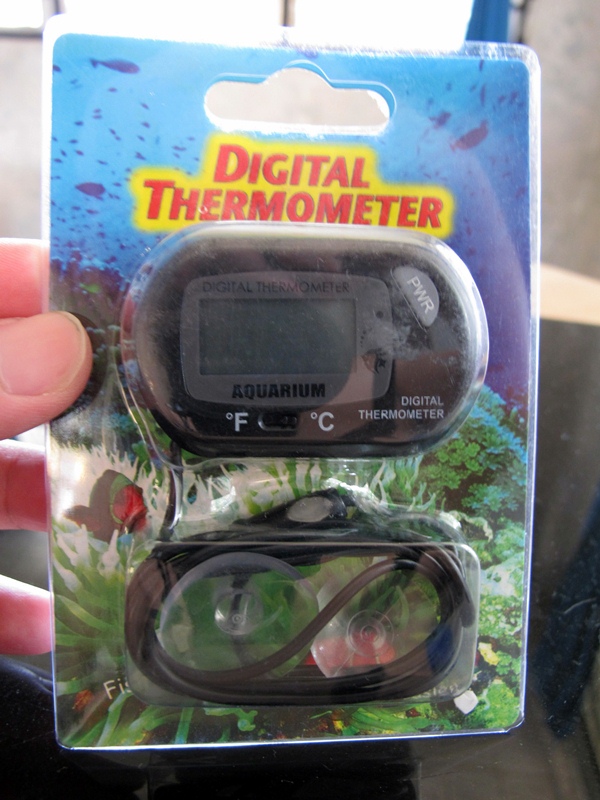 DIGITAL
THERMOMETER
DIGITAL THERMOMETER
PWR
AQUARIUM
°F °C
DIGITAL
THERMOMETER